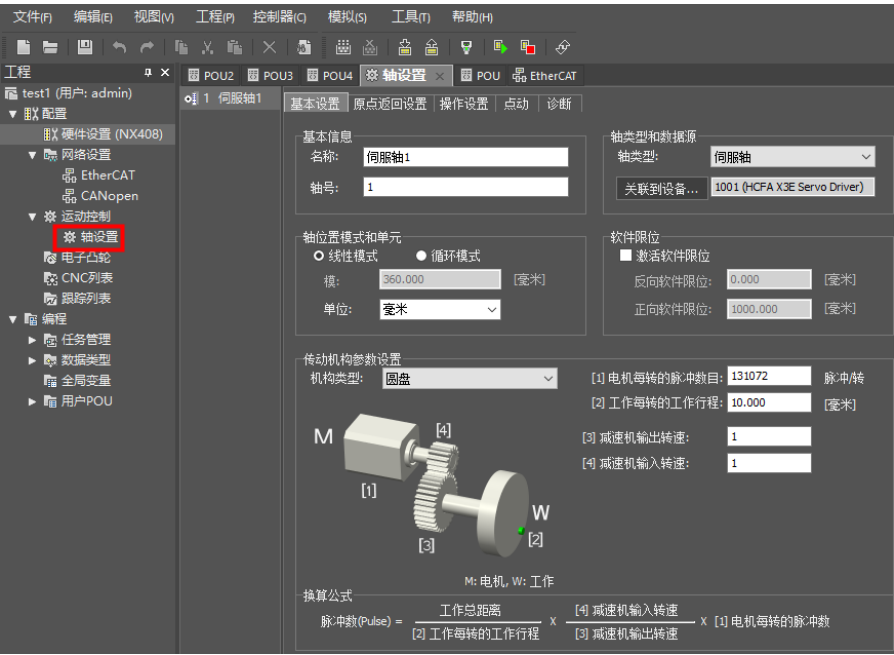 文件(F) 编辑(E) 视图(V) 工程(P) 控制器(C) 模拟(S) 工具(T) 帮助(H)
工程
POU2 POU3 POU4 轴设置 POU EtherCAT
test1 (用户: admin)
配置
硬件设置 (NX408)
网络设置
EtherCAT
CANopen
运动控制
轴设置
电子凸轮
CNC列表
跟踪列表
编程
任务管理
数据类型
全局变量
用户POU
1 伺服轴1
基本设置 原点返回设置 操作设置 点动 诊断
基本信息
名称: 伺服轴1
轴号: 1
轴类型和数据源
轴类型: 伺服轴
关联到设备... 1001 (HCFA X3E Servo Driver)
轴位置模式和单元
线性模式 循环模式
模: 360.000 [毫米]
单位: 毫米
软件限位
激活软件限位
反向软件限位: 0.000 [毫米]
正向软件限位: 1000.000 [毫米]
传动机构参数设置
机构类型: 圆盘
[1] 电机每转的脉冲数目: 131072 脉冲/转
[2] 工作每转的工作行程: 10.000 [毫米]
[3] 减速机输出转速: 1
[4] 减速机输入转速: 1
M
[4]
[1]
W
[2]
[3]
M: 电机, W: 工作
换算公式
脉冲数(Pulse) = 工作总距离 X [4] 减速机输入转速 X [1] 电机每转的脉冲数
[2] 工作每转的工作行程 [3] 减速机输出转速